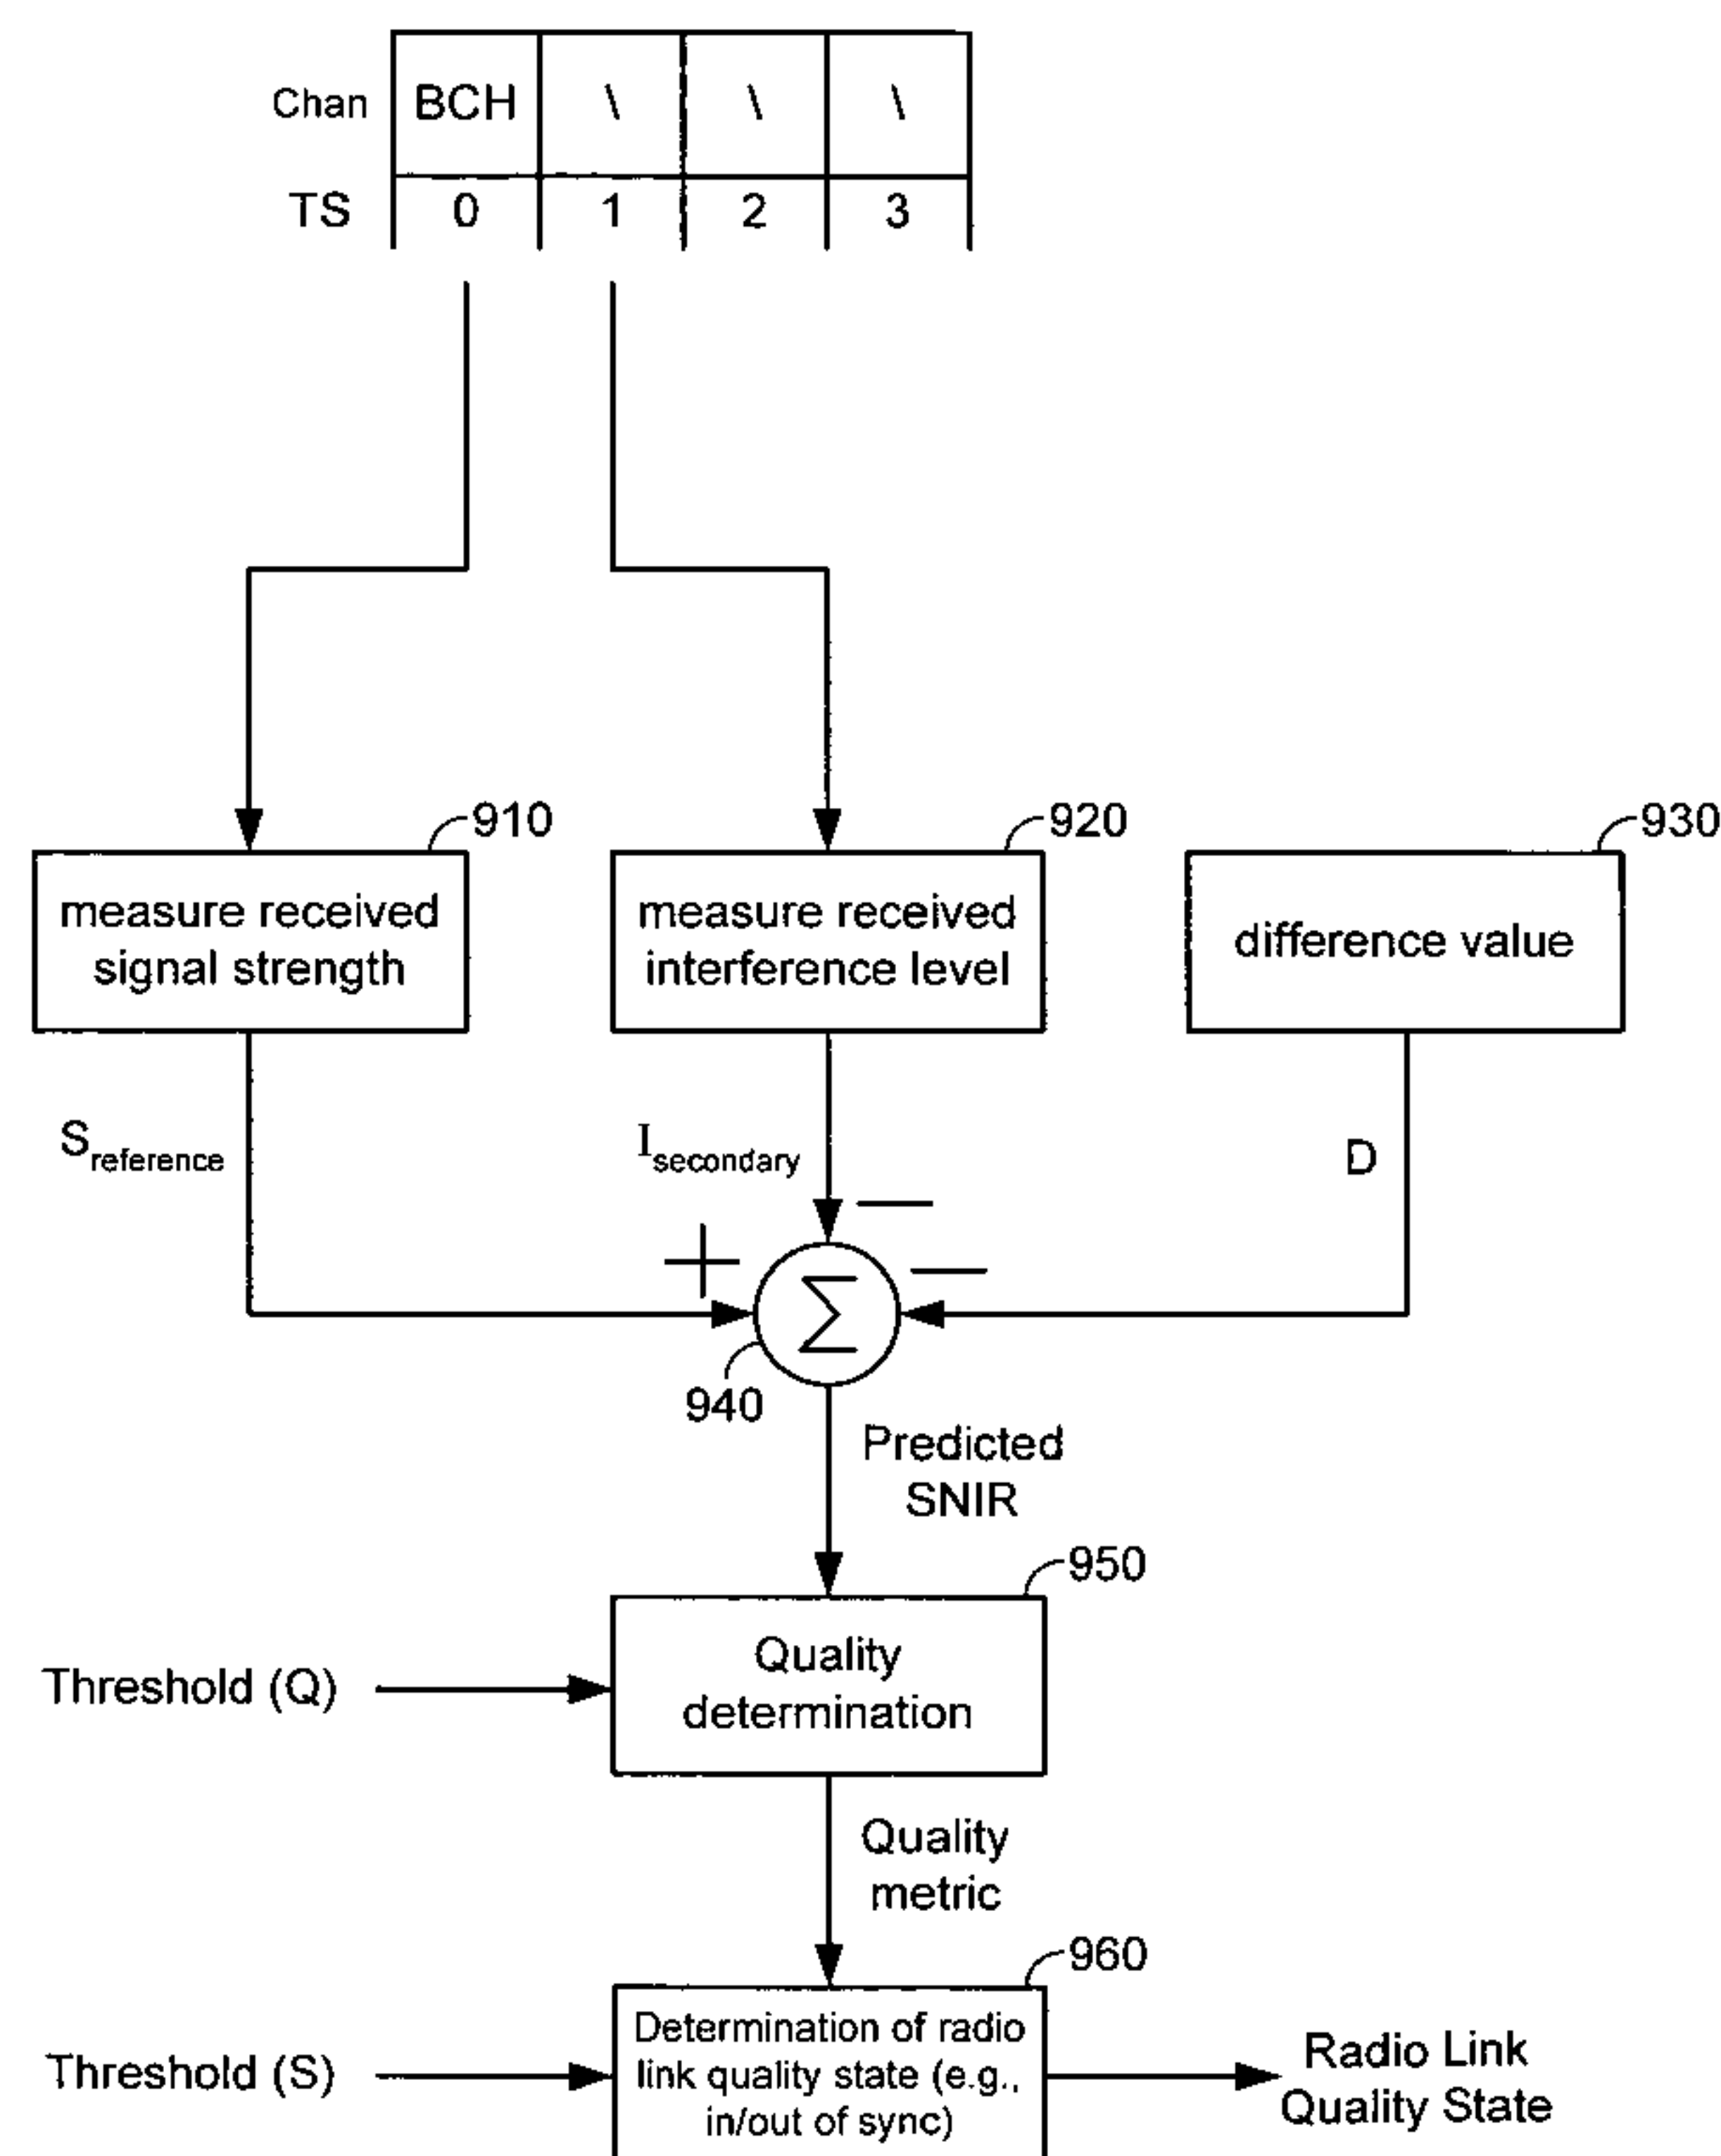 Chan BCH \ \ \
TS 0 1 2 3
910
920
930
measure received
signal strength
measure received
interference level
difference value
S reference
I secondary
D
+
—
—
Σ
940
Predicted
SNIR
950
Threshold (Q)
Quality
determination
Quality
metric
960
Threshold (S)
Determination of radio
link quality state (e.g.,
in/out of sync)
Radio Link
Quality State